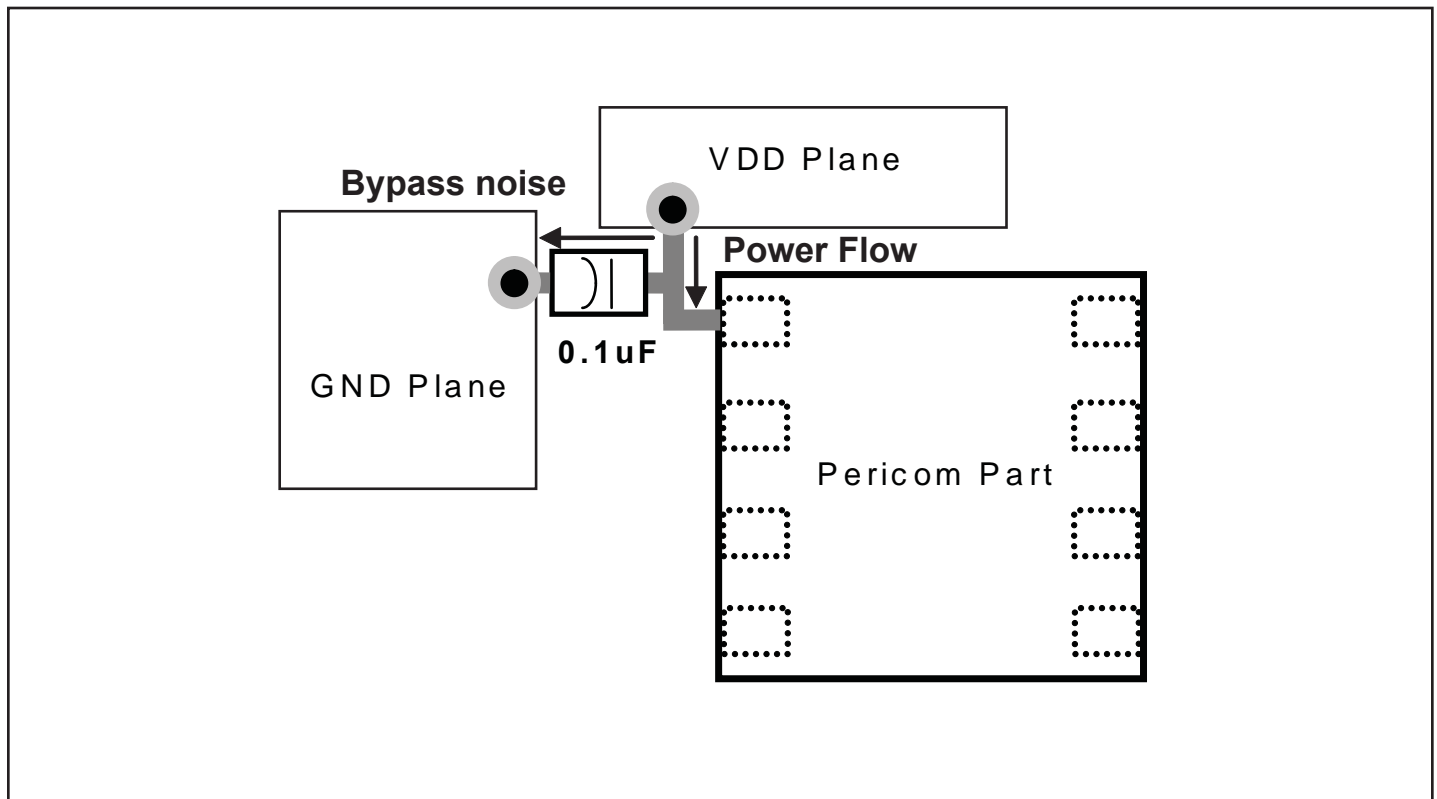 VDD Plane
Bypass noise
Power Flow
0.1uF
GND Plane
Pericom Part